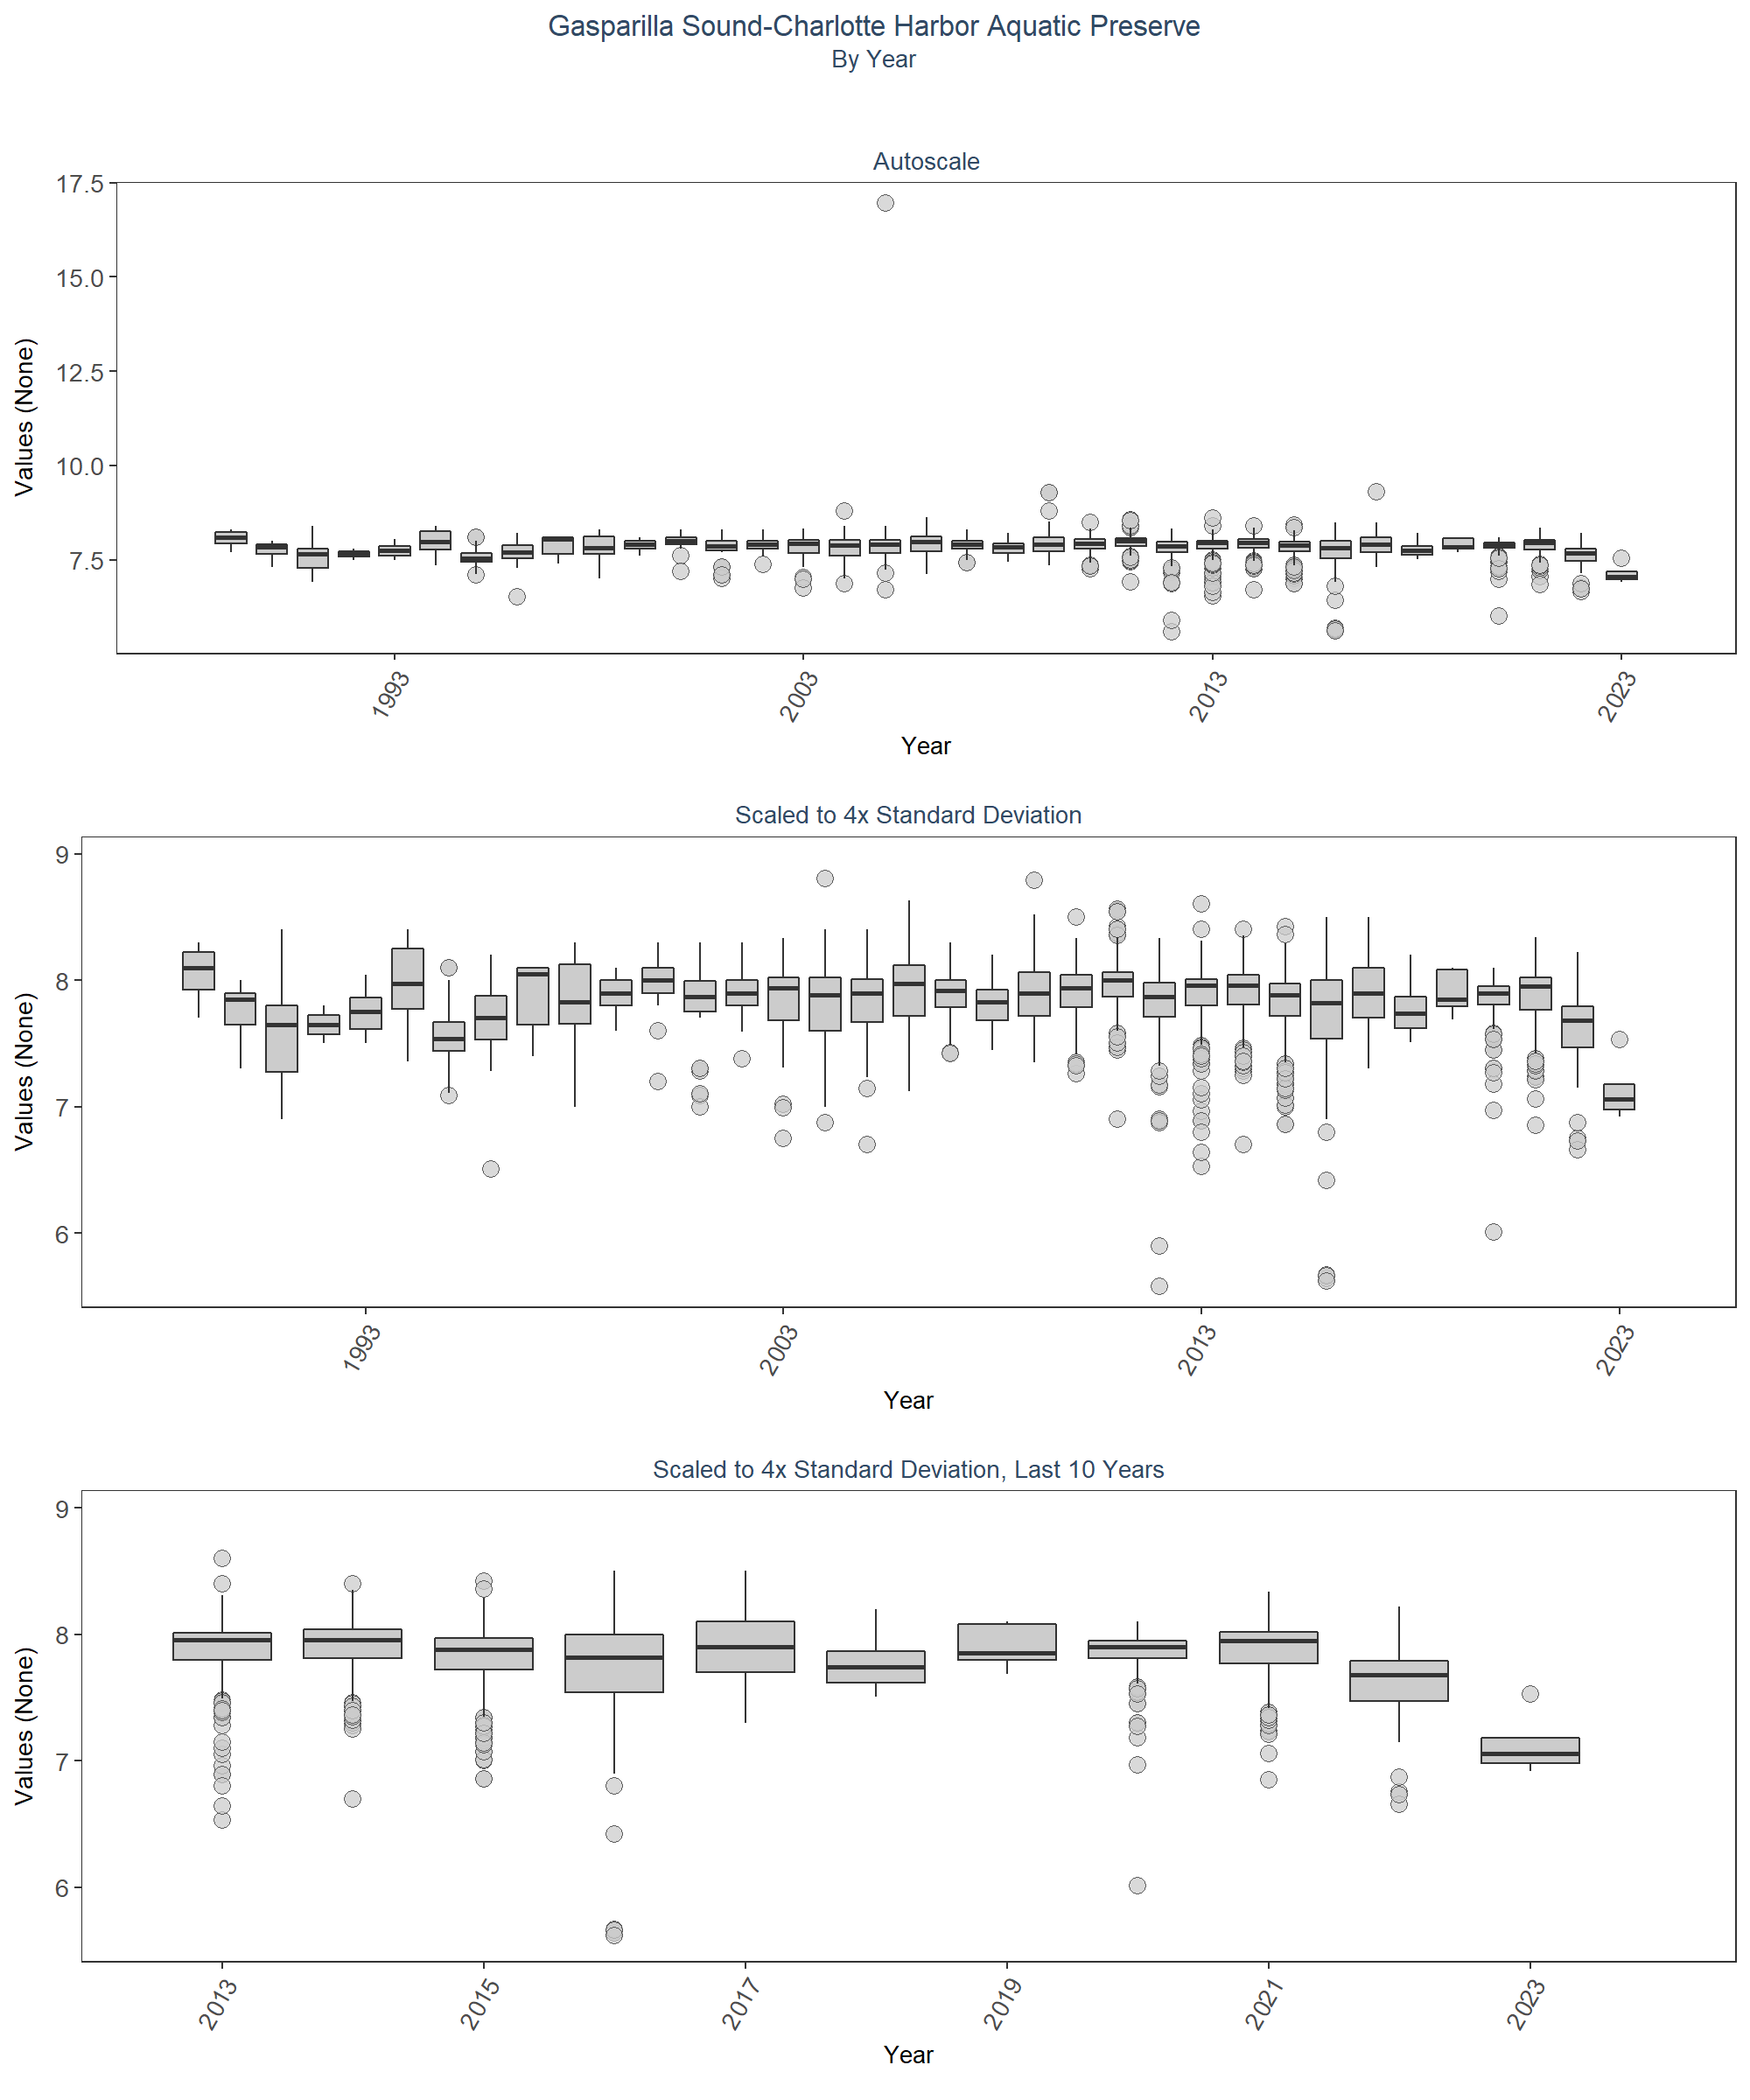 Gasparilla Sound-Charlotte Harbor Aquatic Preserve
By Year
Autoscale
17.5
15.0
12.5
10.0
7.5
Values (None)
1993
2003
2013
2023
Year
Scaled to 4x Standard Deviation
9
8
7
6
Values (None)
1993
2003
2013
2023
Year
Scaled to 4x Standard Deviation, Last 10 Years
9
8
7
6
Values (None)
2013
2015
2017
2019
2021
2023
Year